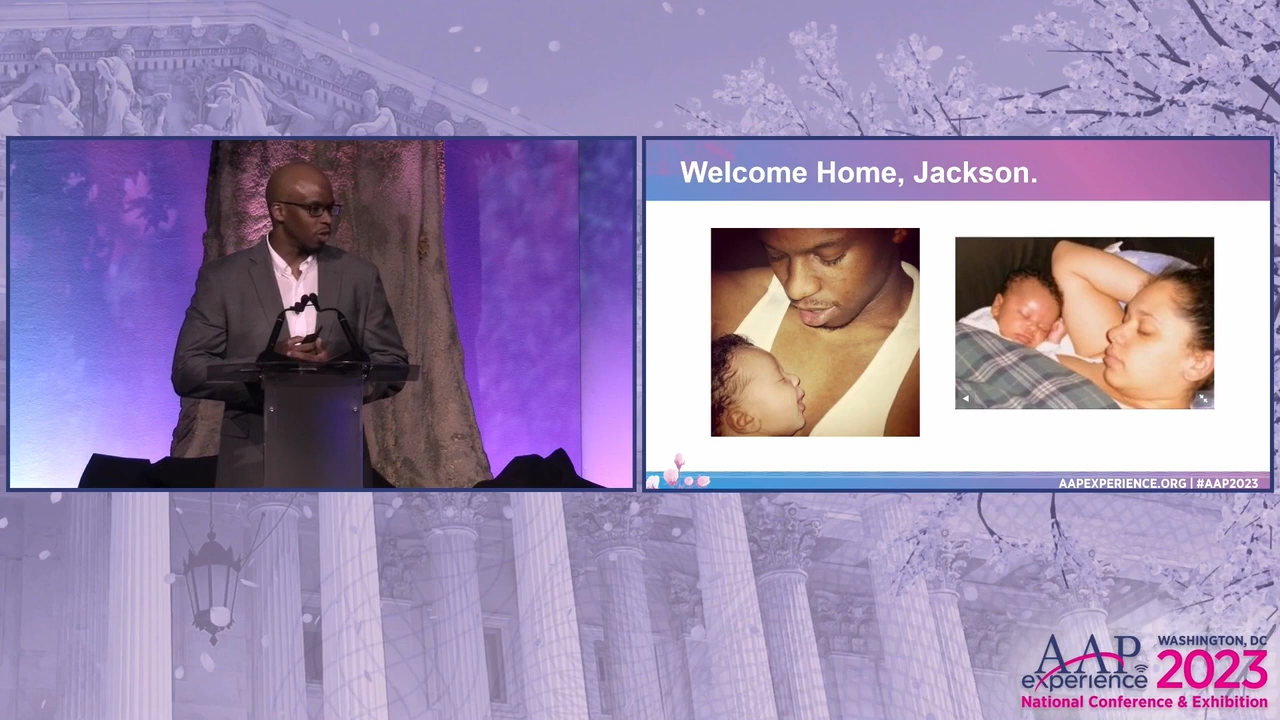 Welcome Home, Jackson.
AAPEXPERIENCE.ORG | #AAP2023
AAP
experience
WASHINGTON, DC
2023
National Conference & Exhibition